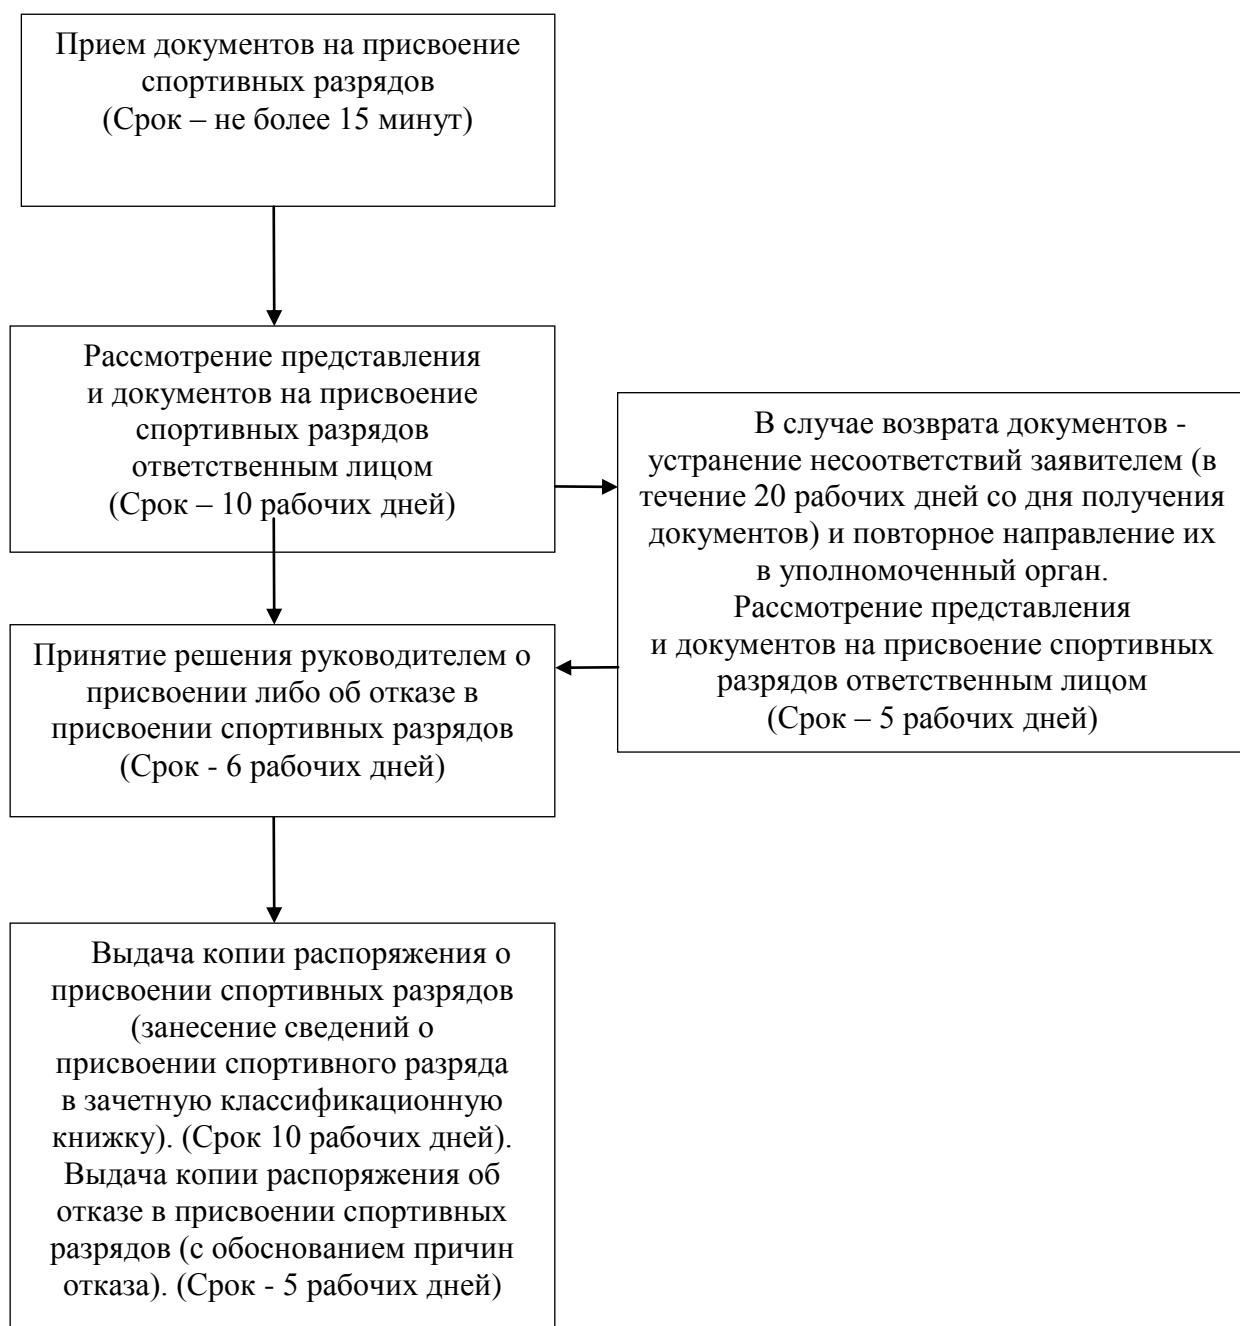 Прием документов на присвоение
спортивных разрядов
(Срок – не более 15 минут)
Рассмотрение представления
и документов на присвоение
спортивных разрядов
ответственным лицом
(Срок – 10 рабочих дней)
В случае возврата документов -
устранение несоответствий заявителем (в
течение 20 рабочих дней со дня получения
документов) и повторное направление их
в уполномоченный орган.
Рассмотрение представления
и документов на присвоение спортивных
разрядов ответственным лицом
(Срок – 5 рабочих дней)
Принятие решения руководителем о
присвоении либо об отказе в
присвоении спортивных разрядов
(Срок - 6 рабочих дней)
Выдача копии распоряжения о
присвоении спортивных разрядов
(занесение сведений о
присвоении спортивного разряда
в зачетную классификационную
книжку). (Срок 10 рабочих дней).
Выдача копии распоряжения об
отказе в присвоении спортивных
разрядов (с обоснованием причин
отказа). (Срок - 5 рабочих дней)